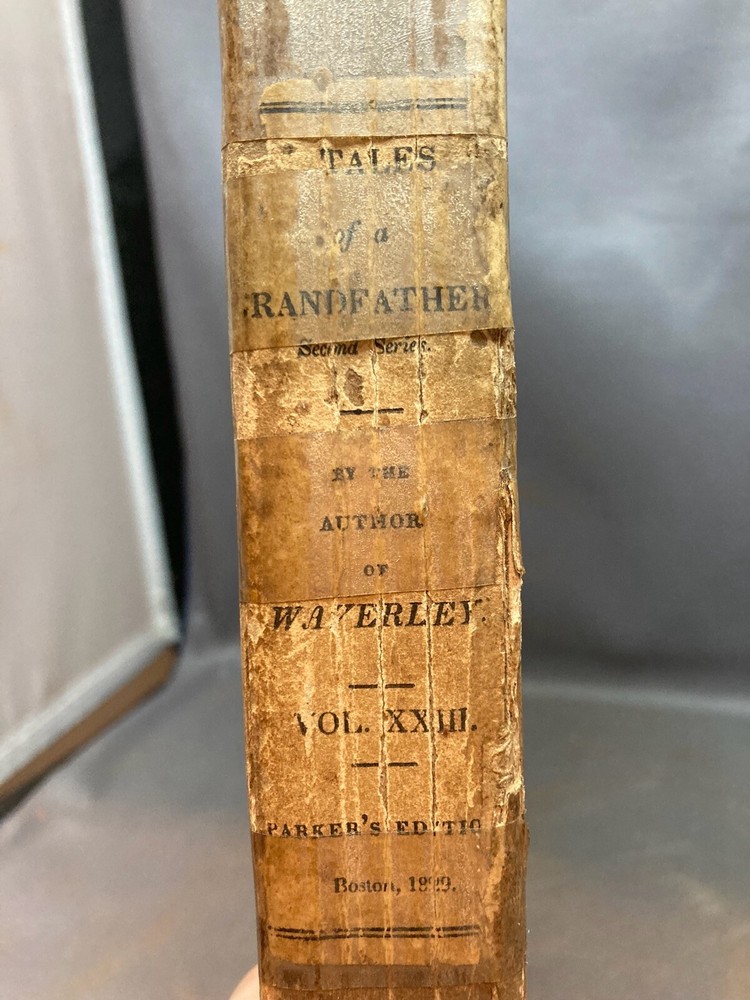 TALES
of a
GRANDFATHER
Second Series.
BY THE
AUTHOR
OF
WAVERLEY.
VOL. XXIII.
PARKER'S EDITIO
Boston, 1829.